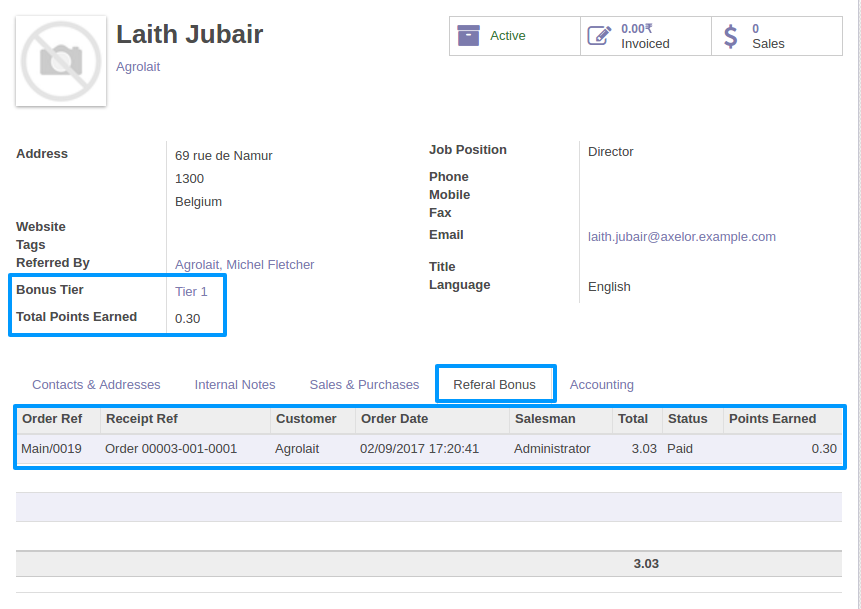 Laith Jubair
Agrolait
Active
0.00₹
Invoiced
0
Sales
Address
69 rue de Namur
1300
Belgium
Website
Tags
Referred By Agrolait, Michel Fletcher
Bonus Tier Tier 1
Total Points Earned 0.30
Job Position Director
Phone
Mobile
Fax
Email laith.jubair@axelor.example.com
Title
Language English
Contacts & Addresses Internal Notes Sales & Purchases Referal Bonus Accounting
Order Ref Receipt Ref Customer Order Date Salesman Total Status Points Earned
Main/0019 Order 00003-001-0001 Agrolait 02/09/2017 17:20:41 Administrator 3.03 Paid 0.30
3.03